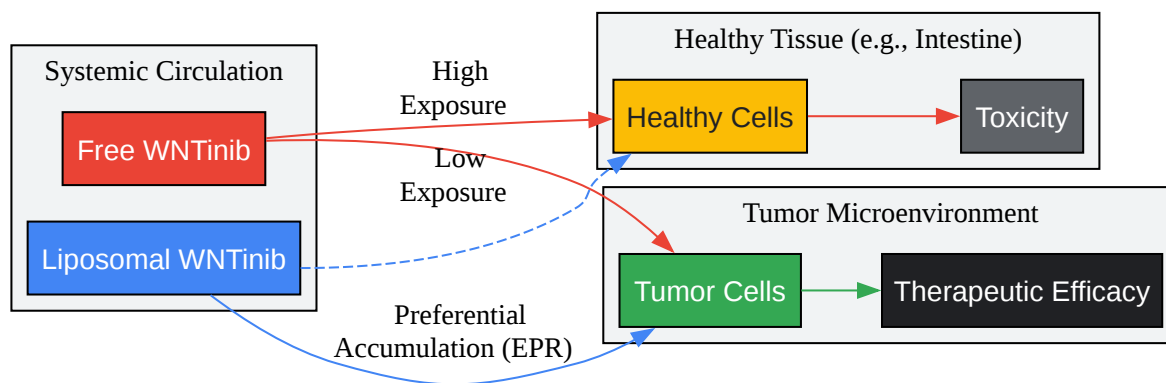 Systemic Circulation
Free WNTinib
Liposomal WNTinib
High
Exposure
Low
Exposure
Preferential
Accumulation (EPR)
Healthy Tissue (e.g., Intestine)
Healthy Cells
Toxicity
Tumor Microenvironment
Tumor Cells
Therapeutic Efficacy